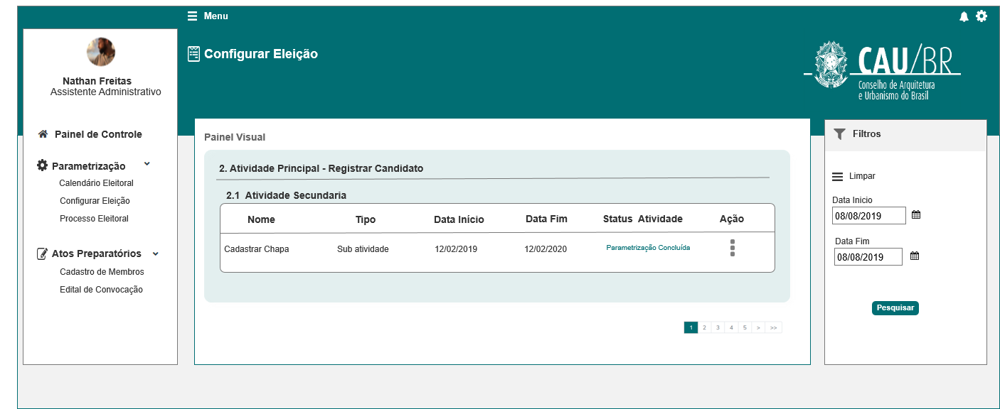 Menu
Configurar Eleição
CAU/BR
Conselho de Arquitetura
e Urbanismo do Brasil
Nathan Freitas
Assistente Administrativo
Painel de Controle
Parametrização
Calendário Eleitoral
Configurar Eleição
Processo Eleitoral
Atos Preparatórios
Cadastro de Membros
Edital de Convocação
Painel Visual
2. Atividade Principal - Registrar Candidato
2.1 Atividade Secundaria
Nome Tipo Data Início Data Fim Status Atividade Ação
Cadastrar Chapa Sub atividade 12/02/2019 12/02/2020 Parametrização Concluída
1 2 3 4 5 > >>
Filtros
Limpar
Data Inicio
08/08/2019
Data Fim
08/08/2019
Pesquisar